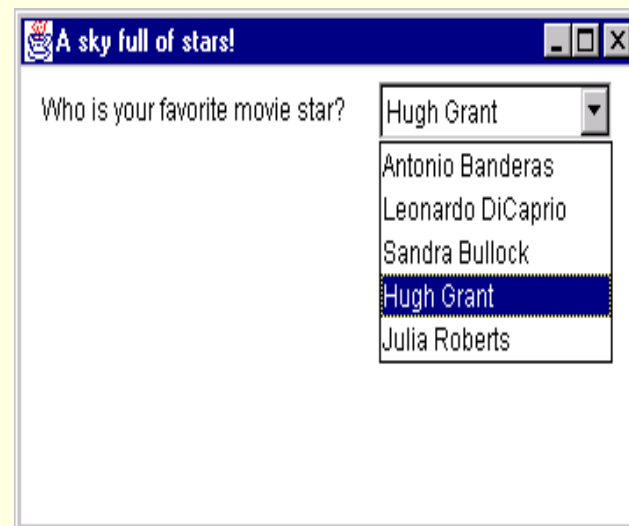 A sky full of stars!
Who is your favorite movie star? Hugh Grant
Antonio Banderas
Leonardo DiCaprio
Sandra Bullock
Hugh Grant
Julia Roberts